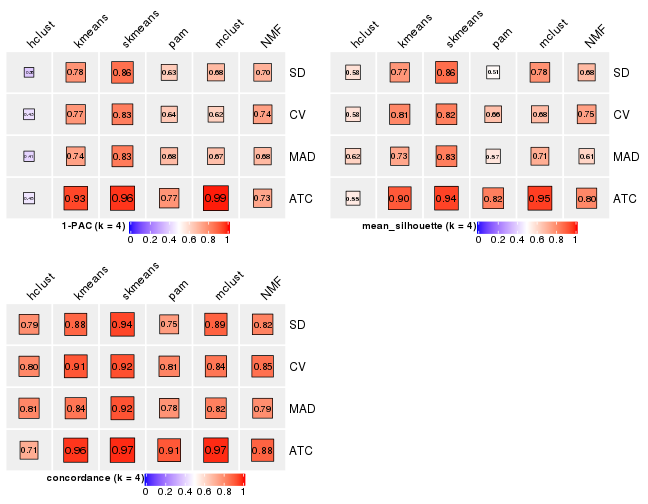 hclust kmeans skmeans pam mclust NMF
0.78 0.86 0.63 0.68 0.70 SD
0.77 0.83 0.64 0.62 0.74 CV
0.74 0.83 0.68 0.67 0.68 MAD
0.93 0.96 0.77 0.99 0.73 ATC
1-PAC (k = 4)
0 0.2 0.4 0.6 0.8 1
hclust kmeans skmeans pam mclust NMF
0.58 0.77 0.86 0.51 0.78 0.68 SD
0.58 0.81 0.82 0.66 0.68 0.75 CV
0.62 0.73 0.83 0.57 0.71 0.61 MAD
0.55 0.90 0.94 0.82 0.95 0.80 ATC
mean_silhouette (k = 4)
0 0.2 0.4 0.6 0.8 1
hclust kmeans skmeans pam mclust NMF
0.79 0.88 0.94 0.75 0.89 0.82 SD
0.80 0.91 0.92 0.81 0.84 0.85 CV
0.81 0.84 0.92 0.78 0.82 0.79 MAD
0.71 0.96 0.97 0.91 0.97 0.88 ATC
concordance (k = 4)
0 0.2 0.4 0.6 0.8 1